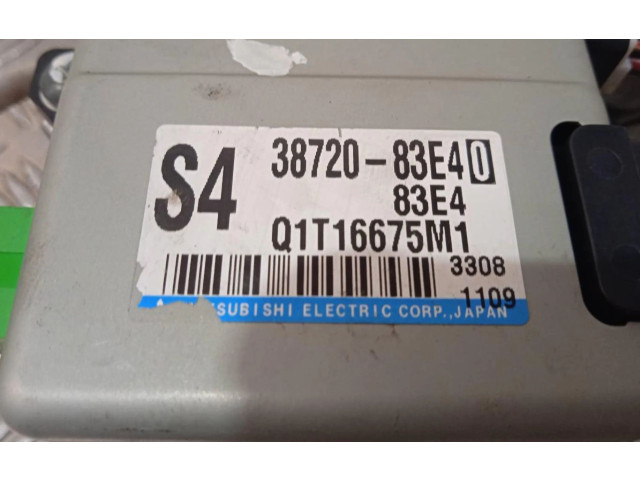 S4
38720-83E40
83E4
Q1T16675M1
3308
1109
SUBISHI ELECTRIC CORP.,JAPAN